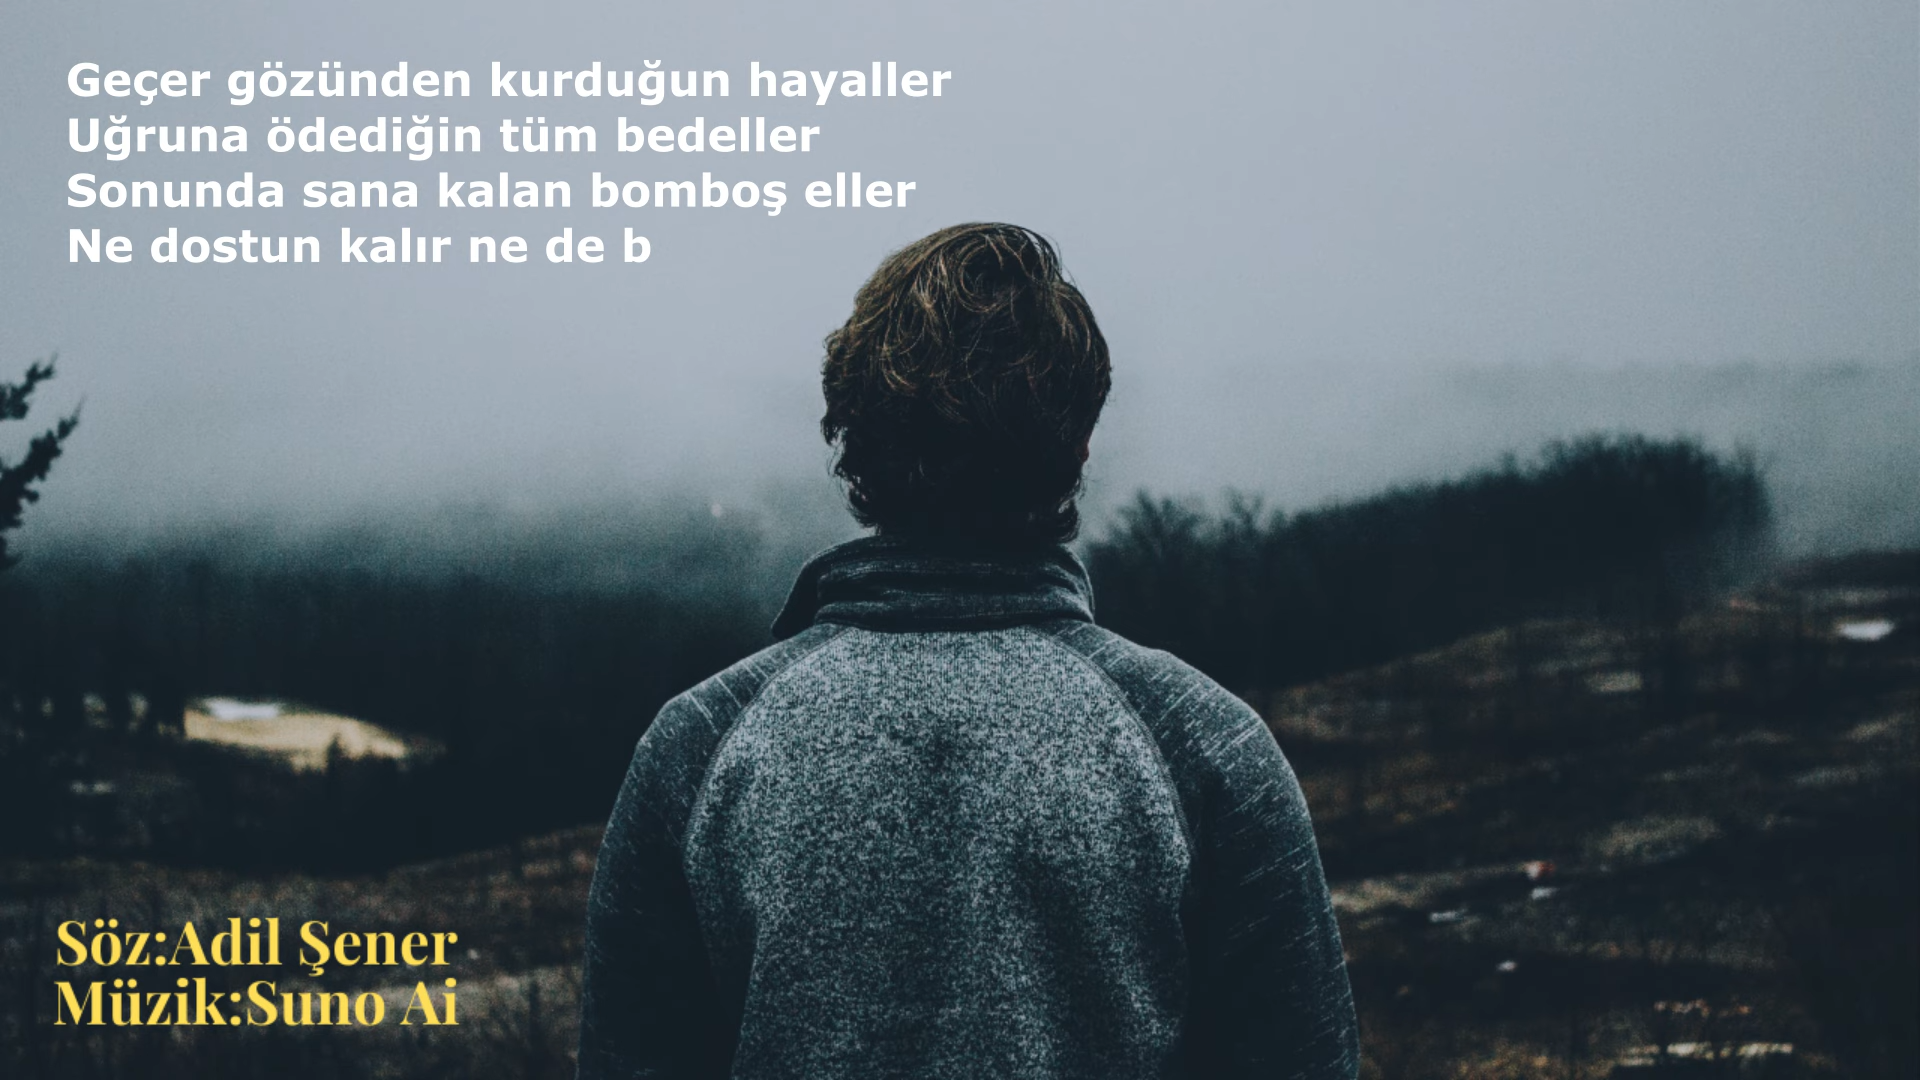 Geçer gözünden kurduğun hayaller
Uğruna ödediğin tüm bedeller
Sonunda sana kalan bomboş eller
Ne dostun kalır ne de b
Söz:Adil Şener
Müzik:Suno Ai